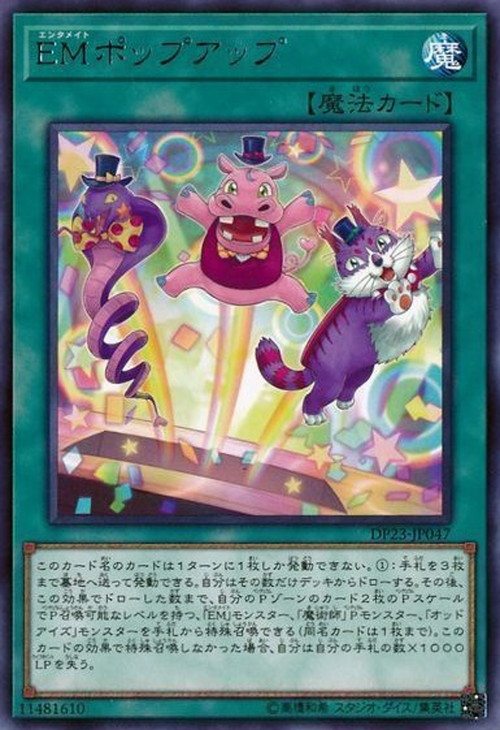 エンタメイト
EMポップアップ
魔
【魔法カード】
DP23-JP047
このカード名のカードは1ターンに1枚しか発動できない。①:手札を3枚
まで墓地へ送って発動できる。自分はその数だけデッキからドローする。その後、
この効果でドローした数まで、自分のPゾーンのカード2枚のPスケール
でP召喚可能なレベルを持つ、「EM」モンスター、「魔術師」Pモンスター、「オッド
アイズ」モンスターを手札から特殊召喚できる(同名カードは1枚まで)。この
カードの効果で特殊召喚しなかった場合、自分は自分の手札の数×1000
LPを失う。
11481610
©高橋和希 スタジオ・ダイス/集英社